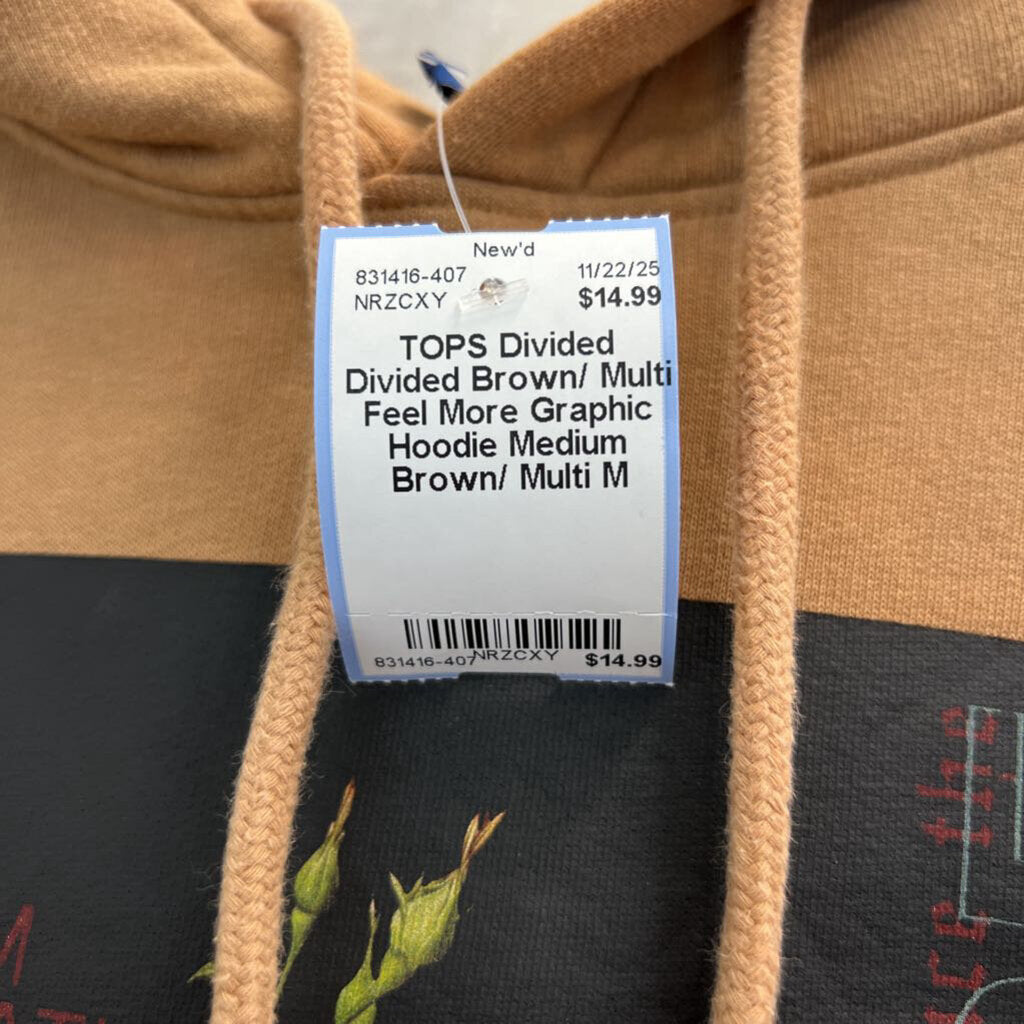 New'd
831416-407 11/22/25
NRZCXY $14.99
TOPS Divided
Divided Brown/ Multi
Feel More Graphic
Hoodie Medium
Brown/ Multi M
831416-407 NRZCXY $14.99
the